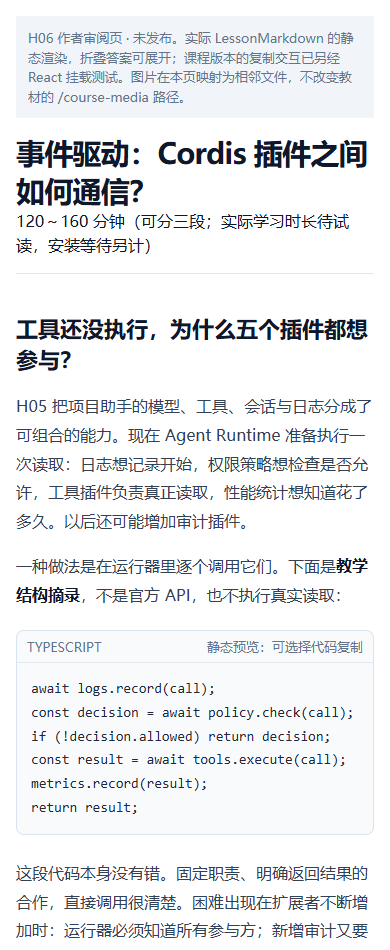 H06 作者审阅页 · 未发布。实际 LessonMarkdown 的静
态渲染，折叠答案可展开；课程版本的复制交互已另经
React 挂载测试。图片在本页映射为相邻文件，不改变教
材的 /course-media 路径。
事件驱动：Cordis 插件之间
如何通信？
120～160 分钟（可分三段；实际学习时长待试
读，安装等待另计）
工具还没执行，为什么五个插件都想
参与？
H05 把项目助手的模型、工具、会话与日志分成了
可组合的能力。现在 Agent Runtime 准备执行一
次读取：日志想记录开始，权限策略想检查是否允
许，工具插件负责真正读取，性能统计想知道花了
多久。以后还可能增加审计插件。
一种做法是在运行器里逐个调用它们。下面是教学
结构摘录，不是官方 API，也不执行真实读取：
TYPESCRIPT 静态预览：可选择代码复制
await logs.record(call);
const decision = await policy.check(call);
if (!decision.allowed) return decision;
const result = await tools.execute(call);
metrics.record(result);
return result;
这段代码本身没有错。固定职责、明确返回结果的
合作，直接调用很清楚。困难出现在扩展者不断增
加时：运行器必须知道所有参与方；新增审计又要